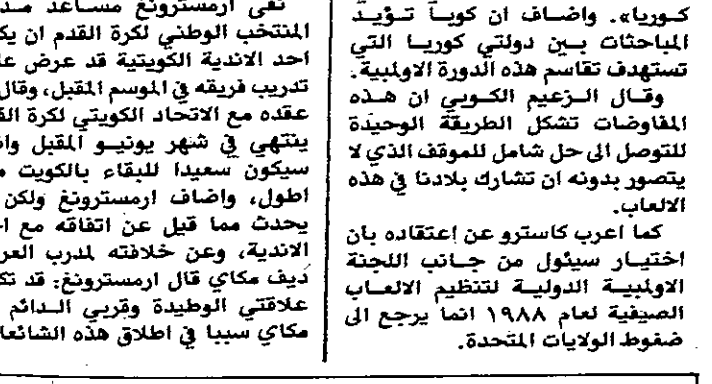 كوريا». واضاف ان كوبا تؤيد
المباحثات بين دولتي كوريا التي
تستهدف تقاسم هذه الدورة الاولمبية.
وقال الزعيم الكوبي ان هذه
المفاوضات تشكل الطريقة الوحيدة
للتوصل الى حل شامل للموقف الذي لا
يتصور بدونه ان تشارك بلادنا في هذه
الالعاب.
كما اعرب كاسترو عن إعتقاده بان
اختيار سيئول من جانب اللجنة
الاولمبية الدولية لتنظيم الالعاب
الصيفية لعام ١٩٨٨ انما يرجع الى
ضغوط الولايات المتحدة.
نفى ارمسترونغ مساعد
المنتخب الوطني لكرة القدم ان
احد الاندية الكويتية قد عرض
تدريب فريقه في الموسم المقبل، وقال
عقده مع الاتحاد الكويتي لكرة
ينتهي في شهر يونيو المقبل
سيكون سعيدا للبقاء بالكويت
اطول، واضاف ارمسترونغ ولكن
يحدث مما قيل عن اتفاقه مع
الاندية، وعن خلافته لمدرب
ديف مكاي قال ارمسترونغ: قد
علاقتي الوطيدة وقربي الدائم
مكاي سببا في اطلاق هذه